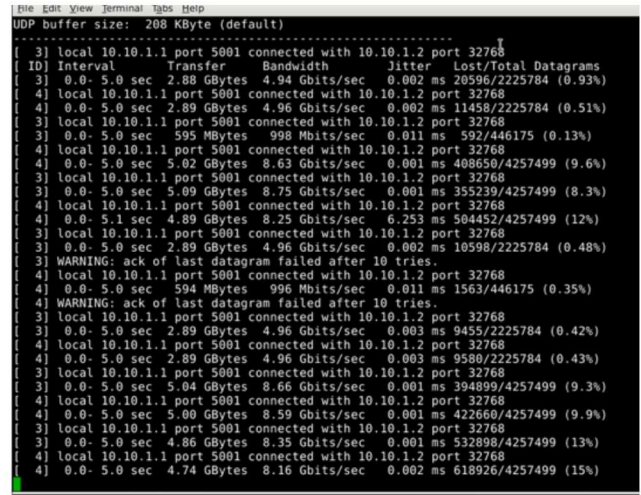 File Edit View Terminal Tabs Help
UDP buffer size:  208 KByte (default)
------------------------------------------------------------
[  3] local 10.10.1.1 port 5001 connected with 10.10.1.2 port 32768
[ ID] Interval       Transfer     Bandwidth        Jitter   Lost/Total Datagrams
[  3]  0.0- 5.0 sec  2.88 GBytes  4.94 Gbits/sec   0.002 ms 20596/2225784 (0.93%)
[  4] local 10.10.1.1 port 5001 connected with 10.10.1.2 port 32768
[  4]  0.0- 5.0 sec  2.89 GBytes  4.96 Gbits/sec   0.002 ms 11458/2225784 (0.51%)
[  3] local 10.10.1.1 port 5001 connected with 10.10.1.2 port 32768
[  3]  0.0- 5.0 sec   595 MBytes   998 Mbits/sec   0.011 ms  592/446175 (0.13%)
[  4] local 10.10.1.1 port 5001 connected with 10.10.1.2 port 32768
[  4]  0.0- 5.0 sec  5.02 GBytes  8.63 Gbits/sec   0.001 ms 408650/4257499 (9.6%)
[  3] local 10.10.1.1 port 5001 connected with 10.10.1.2 port 32768
[  3]  0.0- 5.0 sec  5.09 GBytes  8.75 Gbits/sec   0.001 ms 355239/4257499 (8.3%)
[  4] local 10.10.1.1 port 5001 connected with 10.10.1.2 port 32768
[  4]  0.0- 5.1 sec  4.89 GBytes  8.25 Gbits/sec   6.253 ms 504452/4257499 (12%)
[  3] local 10.10.1.1 port 5001 connected with 10.10.1.2 port 32768
[  3]  0.0- 5.0 sec  2.89 GBytes  4.96 Gbits/sec   0.002 ms 10598/2225784 (0.48%)
[  3] WARNING: ack of last datagram failed after 10 tries.
[  4] local 10.10.1.1 port 5001 connected with 10.10.1.2 port 32768
[  4]  0.0- 5.0 sec   594 MBytes   996 Mbits/sec   0.011 ms 1563/446175 (0.35%)
[  4] WARNING: ack of last datagram failed after 10 tries.
[  3] local 10.10.1.1 port 5001 connected with 10.10.1.2 port 32768
[  3]  0.0- 5.0 sec  2.89 GBytes  4.96 Gbits/sec   0.003 ms 9455/2225784 (0.42%)
[  4] local 10.10.1.1 port 5001 connected with 10.10.1.2 port 32768
[  4]  0.0- 5.0 sec  2.89 GBytes  4.96 Gbits/sec   0.003 ms 9580/2225784 (0.43%)
[  3] local 10.10.1.1 port 5001 connected with 10.10.1.2 port 32768
[  3]  0.0- 5.0 sec  5.04 GBytes  8.66 Gbits/sec   0.001 ms 394899/4257499 (9.3%)
[  4] local 10.10.1.1 port 5001 connected with 10.10.1.2 port 32768
[  4]  0.0- 5.0 sec  5.00 GBytes  8.59 Gbits/sec   0.001 ms 422660/4257499 (9.9%)
[  3] local 10.10.1.1 port 5001 connected with 10.10.1.2 port 32768
[  3]  0.0- 5.0 sec  4.86 GBytes  8.35 Gbits/sec   0.001 ms 532898/4257499 (13%)
[  4] local 10.10.1.1 port 5001 connected with 10.10.1.2 port 32768
[  4]  0.0- 5.0 sec  4.74 GBytes  8.16 Gbits/sec   0.002 ms 618926/4257499 (15%)